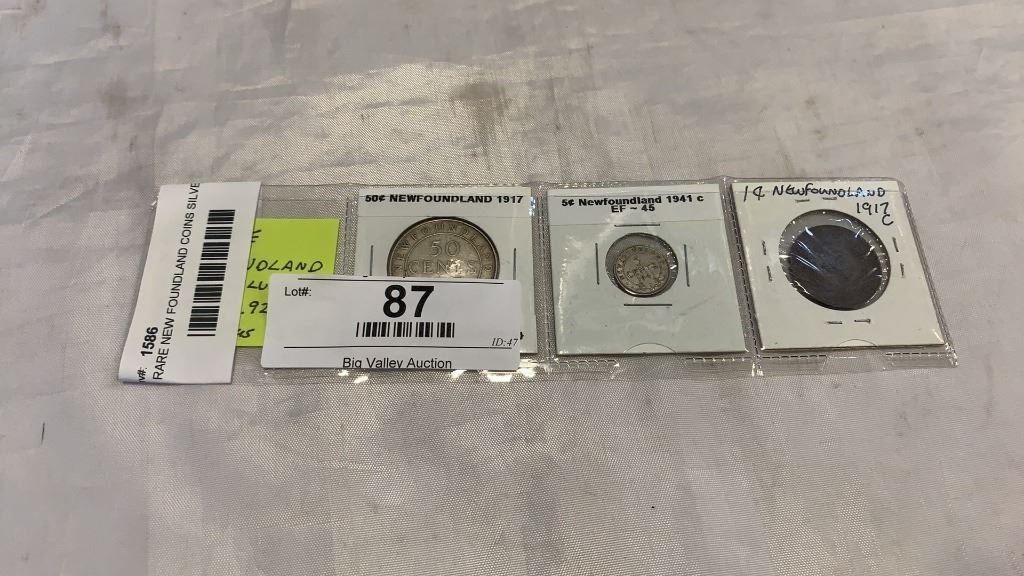 1586
RARE NEW FOUNDLAND COINS SILVE
50¢ NEWFOUNDLAND 1917
50
CENTS
Lot#:
87
ID:47
Big Valley Auction
5¢ Newfoundland 1941 c
EF ~ 45
1¢ NEWFOUNDLAND
1917
C